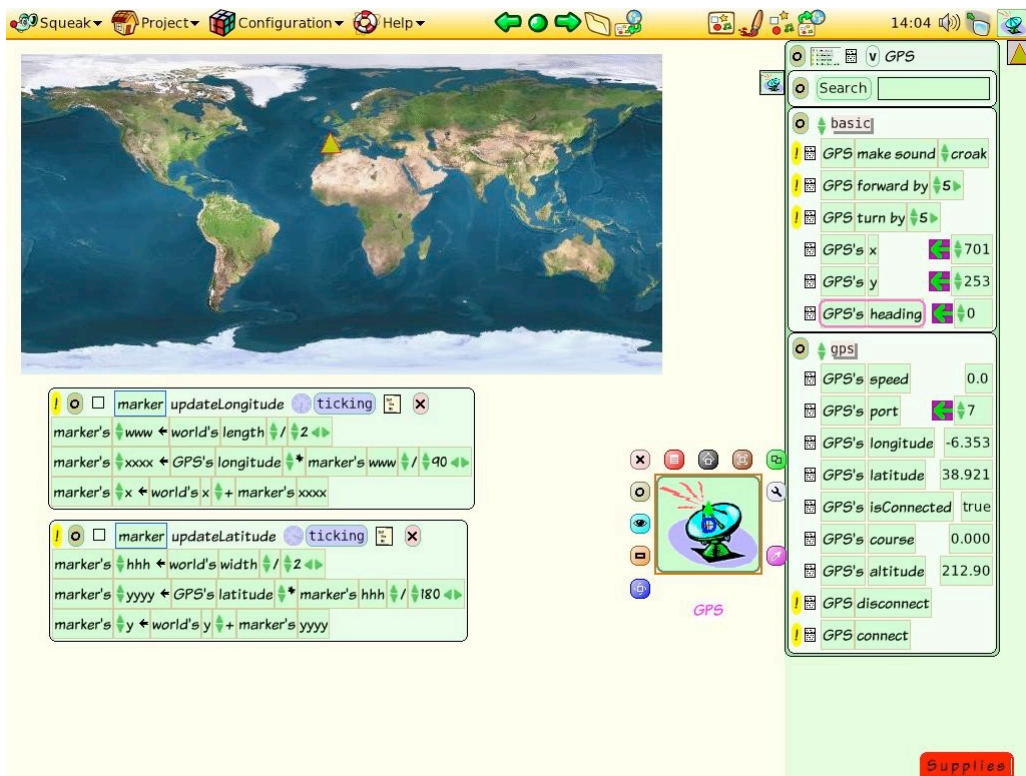 Squeak Project Configuration Help 14:04
V GPS
Search
basic
! GPS make sound croak
! GPS forward by 5
! GPS turn by 5
GPS's x 701
GPS's y 253
GPS's heading 0
gps
GPS's speed 0.0
GPS's port 7
GPS's longitude -6.353
GPS's latitude 38.921
GPS's isConnected true
GPS's course 0.000
GPS's altitude 212.90
! GPS disconnect
! GPS connect
! marker updateLongitude ticking
marker's www ← world's length / 2
marker's xxxx ← GPS's longitude * marker's www / 90
marker's x ← world's x + marker's xxxx
! marker updateLatitude ticking
marker's hhh ← world's width / 2
marker's yyyy ← GPS's latitude * marker's hhh / 180
marker's y ← world's y + marker's yyyy
GPS
Supplies